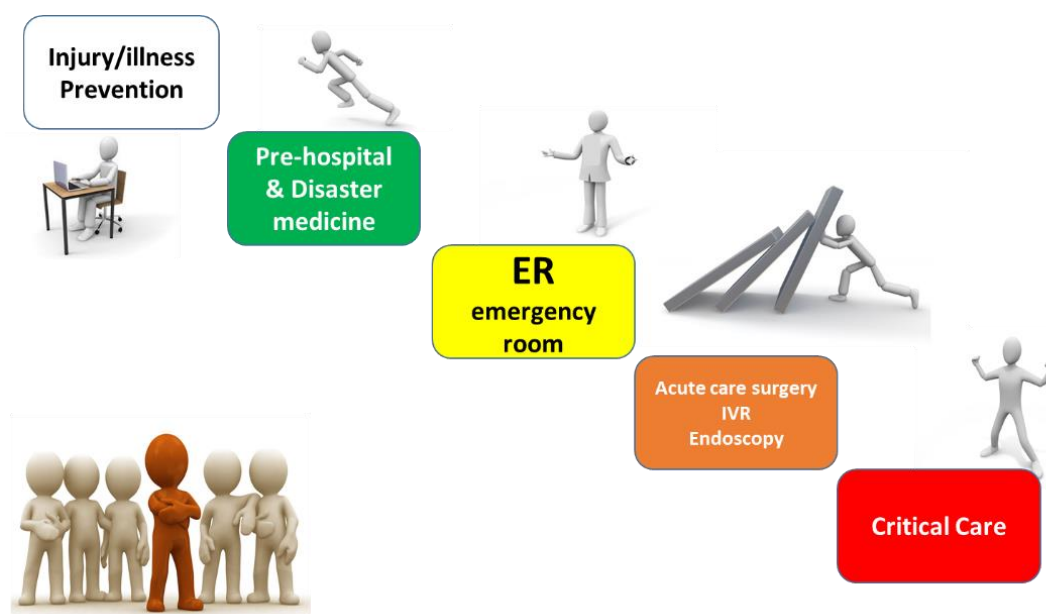 Injury/illness
Prevention
Pre-hospital
& Disaster
medicine
ER
emergency
room
Acute care surgery
IVR
Endoscopy
Critical Care